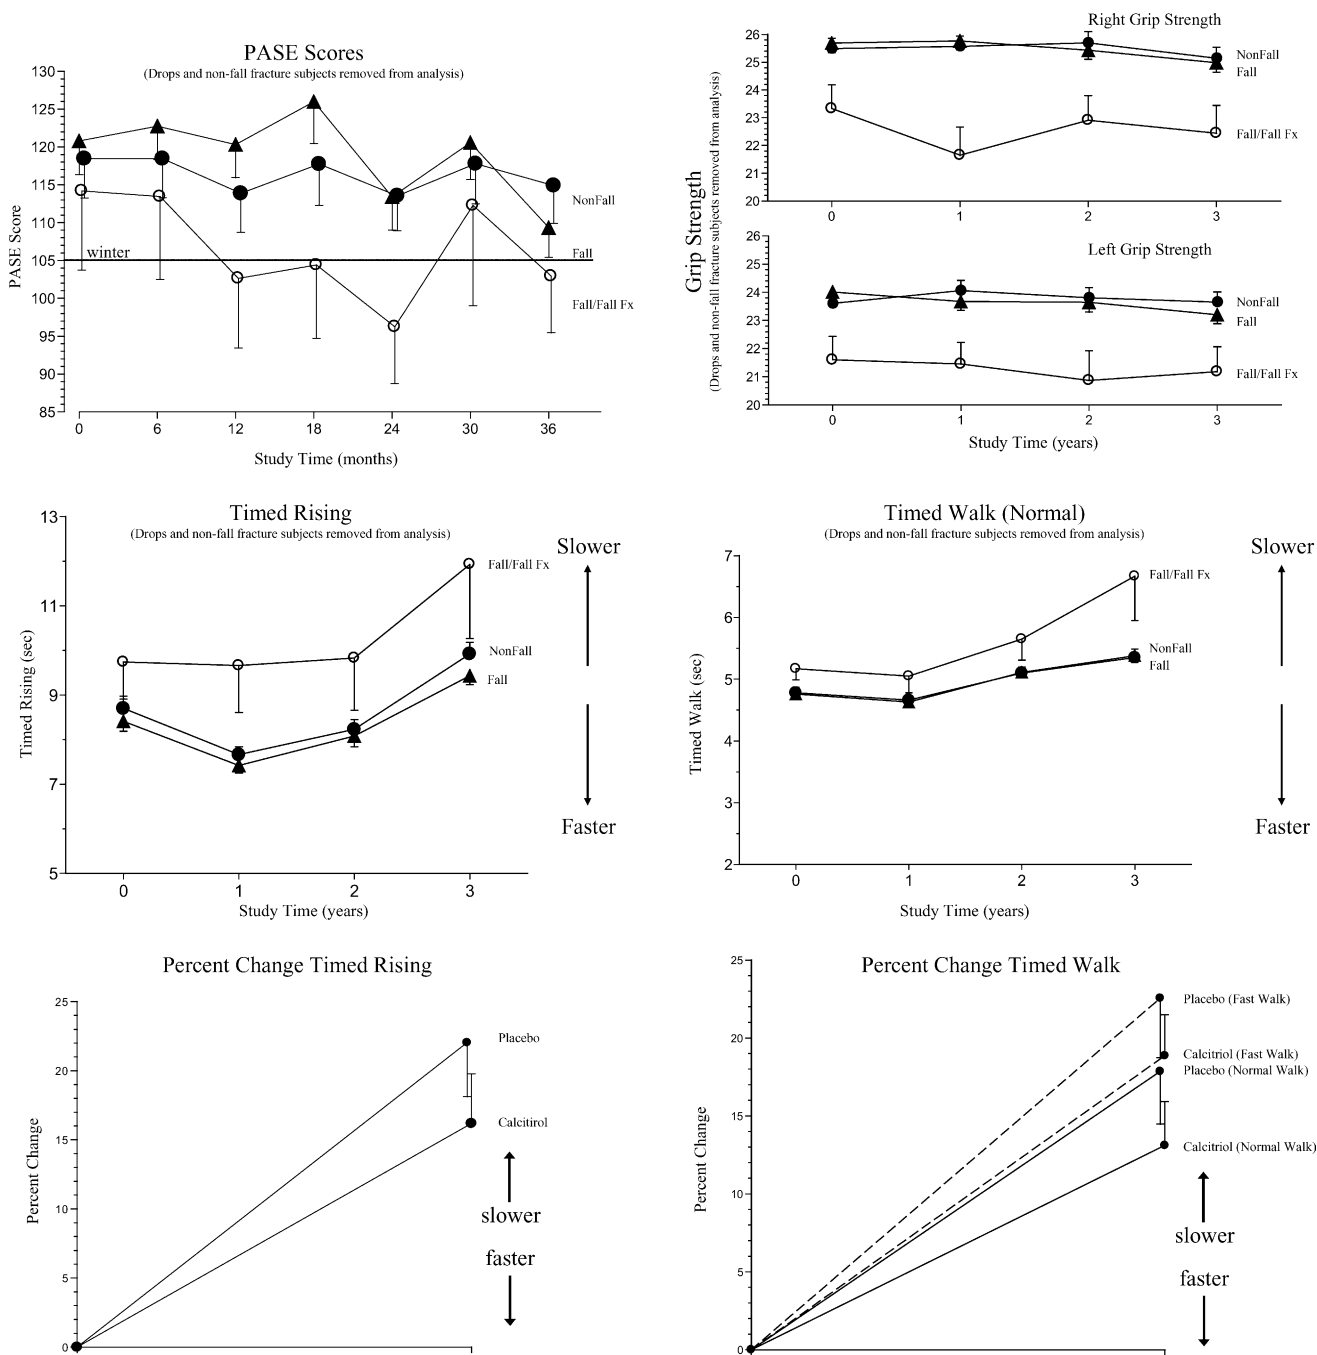 PASE Scores
(Drops and non-fall fracture subjects removed from analysis)
PASE Score
130
125
120
115
110
105
100
95
90
85
winter
NonFall
Fall
Fall/Fall Fx
0 6 12 18 24 30 36
Study Time (months)
Grip Strength
(Drops and non-fall fracture subjects removed from analysis)
Right Grip Strength
26
25
24
23
22
21
20
NonFall
Fall
Fall/Fall Fx
0 1 2 3
Left Grip Strength
26
25
24
23
22
21
20
NonFall
Fall
Fall/Fall Fx
0 1 2 3
Study Time (years)
Timed Rising
(Drops and non-fall fracture subjects removed from analysis)
Timed Rising (sec)
13
11
9
7
5
Fall/Fall Fx
NonFall
Fall
Slower
Faster
0 1 2 3
Study Time (years)
Timed Walk (Normal)
(Drops and non-fall fracture subjects removed from analysis)
Timed Walk (sec)
7
6
5
4
3
2
Fall/Fall Fx
NonFall
Fall
Slower
Faster
0 1 2 3
Study Time (years)
Percent Change Timed Rising
Percent Change
25
20
15
10
5
0
Placebo
Calcitirol
slower
faster
Percent Change Timed Walk
Percent Change
25
20
15
10
5
0
Placebo (Fast Walk)
Calcitriol (Fast Walk)
Placebo (Normal Walk)
Calcitriol (Normal Walk)
slower
faster